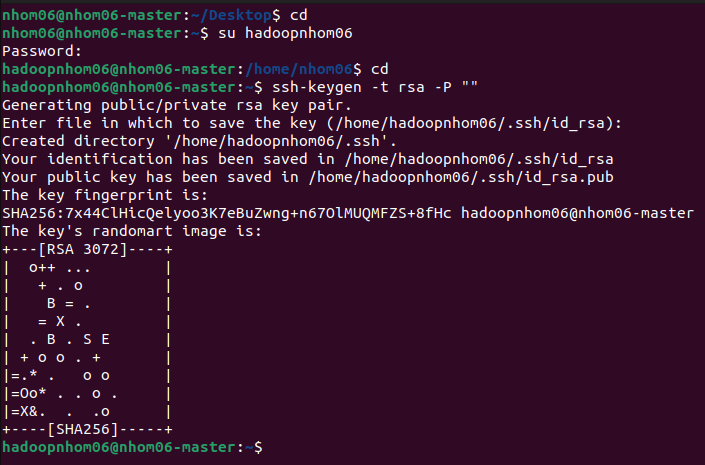 nhom06@nhom06-master:~/Desktop$ cd
nhom06@nhom06-master:~$ su hadoopnhom06
Password:
hadoopnhom06@nhom06-master:/home/nhom06$ cd
hadoopnhom06@nhom06-master:~$ ssh-keygen -t rsa -P ""
Generating public/private rsa key pair.
Enter file in which to save the key (/home/hadoopnhom06/.ssh/id_rsa):
Created directory '/home/hadoopnhom06/.ssh'.
Your identification has been saved in /home/hadoopnhom06/.ssh/id_rsa
Your public key has been saved in /home/hadoopnhom06/.ssh/id_rsa.pub
The key fingerprint is:
SHA256:7x44ClHicQelyoo3K7eBuZwng+n67OlMUQMFZS+8fHc hadoopnhom06@nhom06-master
The key's randomart image is:
+---[RSA 3072]----+
|  o++ ...        |
|   + . o         |
|    B = .        |
|   = X .         |
|  . B . S E      |
| + o o . +       |
|=.* .   o o      |
|=Oo* . . o .     |
|=X&.  .  .o      |
+----[SHA256]-----+
hadoopnhom06@nhom06-master:~$